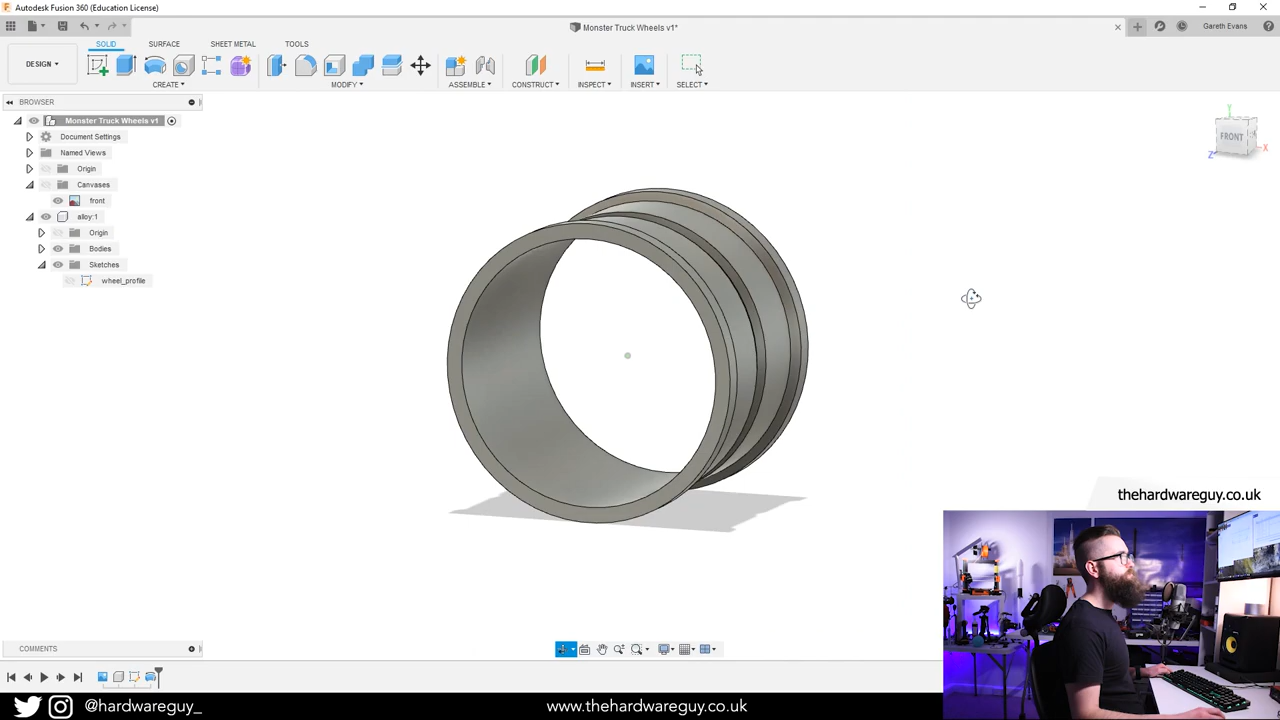 Autodesk Fusion 360 (Education License)
Monster Truck Wheels v1*
Gareth Evans
SOLID SURFACE SHEET METAL TOOLS
DESIGN ▾
CREATE ▾ MODIFY ▾ ASSEMBLE ▾ CONSTRUCT ▾ INSPECT ▾ INSERT ▾ SELECT ▾
BROWSER
Monster Truck Wheels v1
Document Settings
Named Views
Origin
Canvases
front
alloy:1
Origin
Bodies
Sketches
wheel_profile
Y
FRONT
Z
X
thehardwareguy.co.uk
COMMENTS
@hardwareguy_
www.thehardwareguy.co.uk